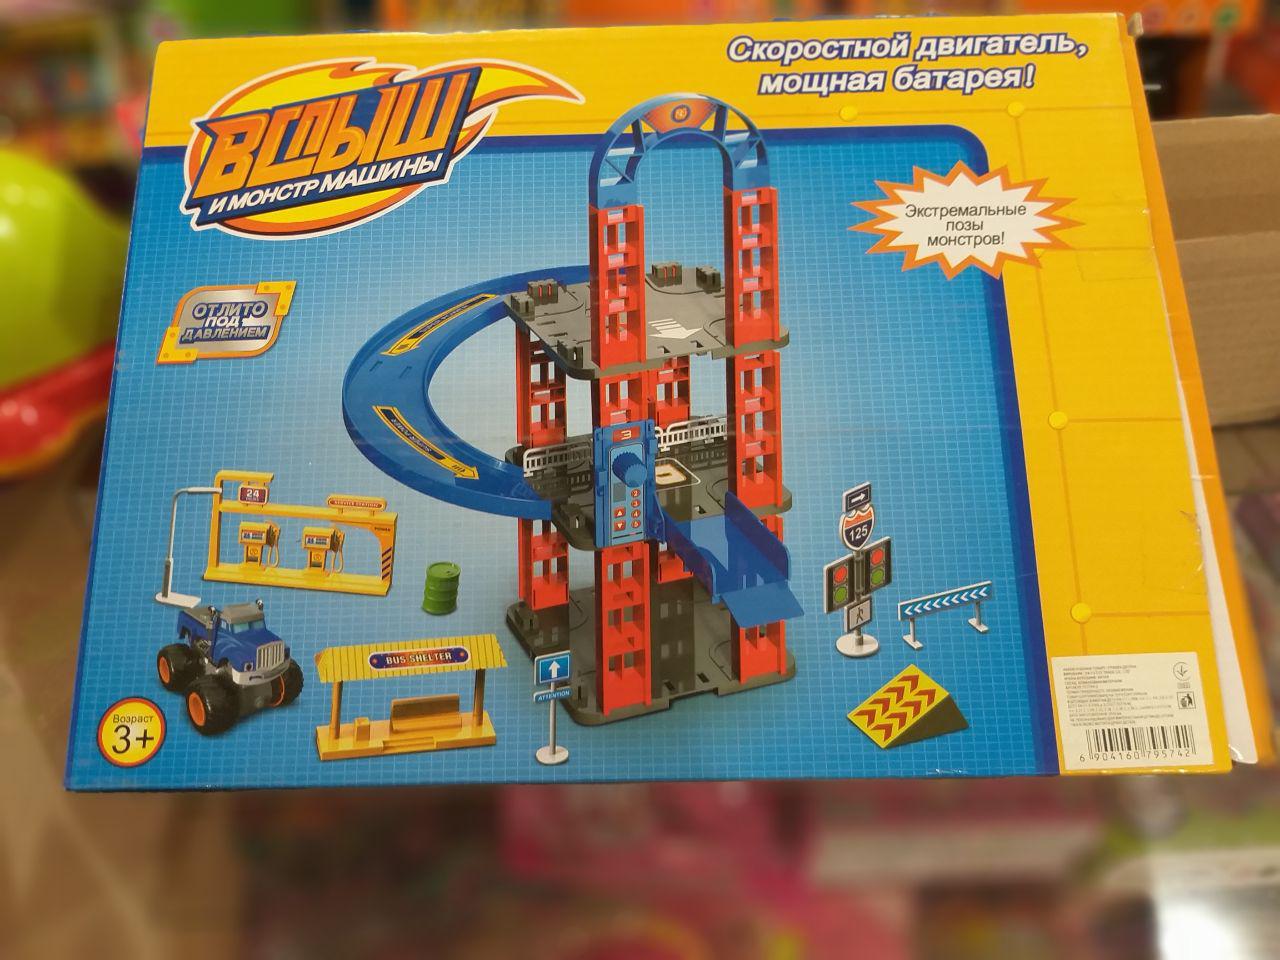 Скоростной двигатель,
мощная батарея!
ВСПЫШ
И МОНСТР МАШИНЫ
Экстремальные
позы
монстров!
ОТЛИТО
ПОД
ДАВЛЕНИЕМ
24
3
125
BUS SHELTER
ATTENTION
Возраст
3+
6 904160 795742